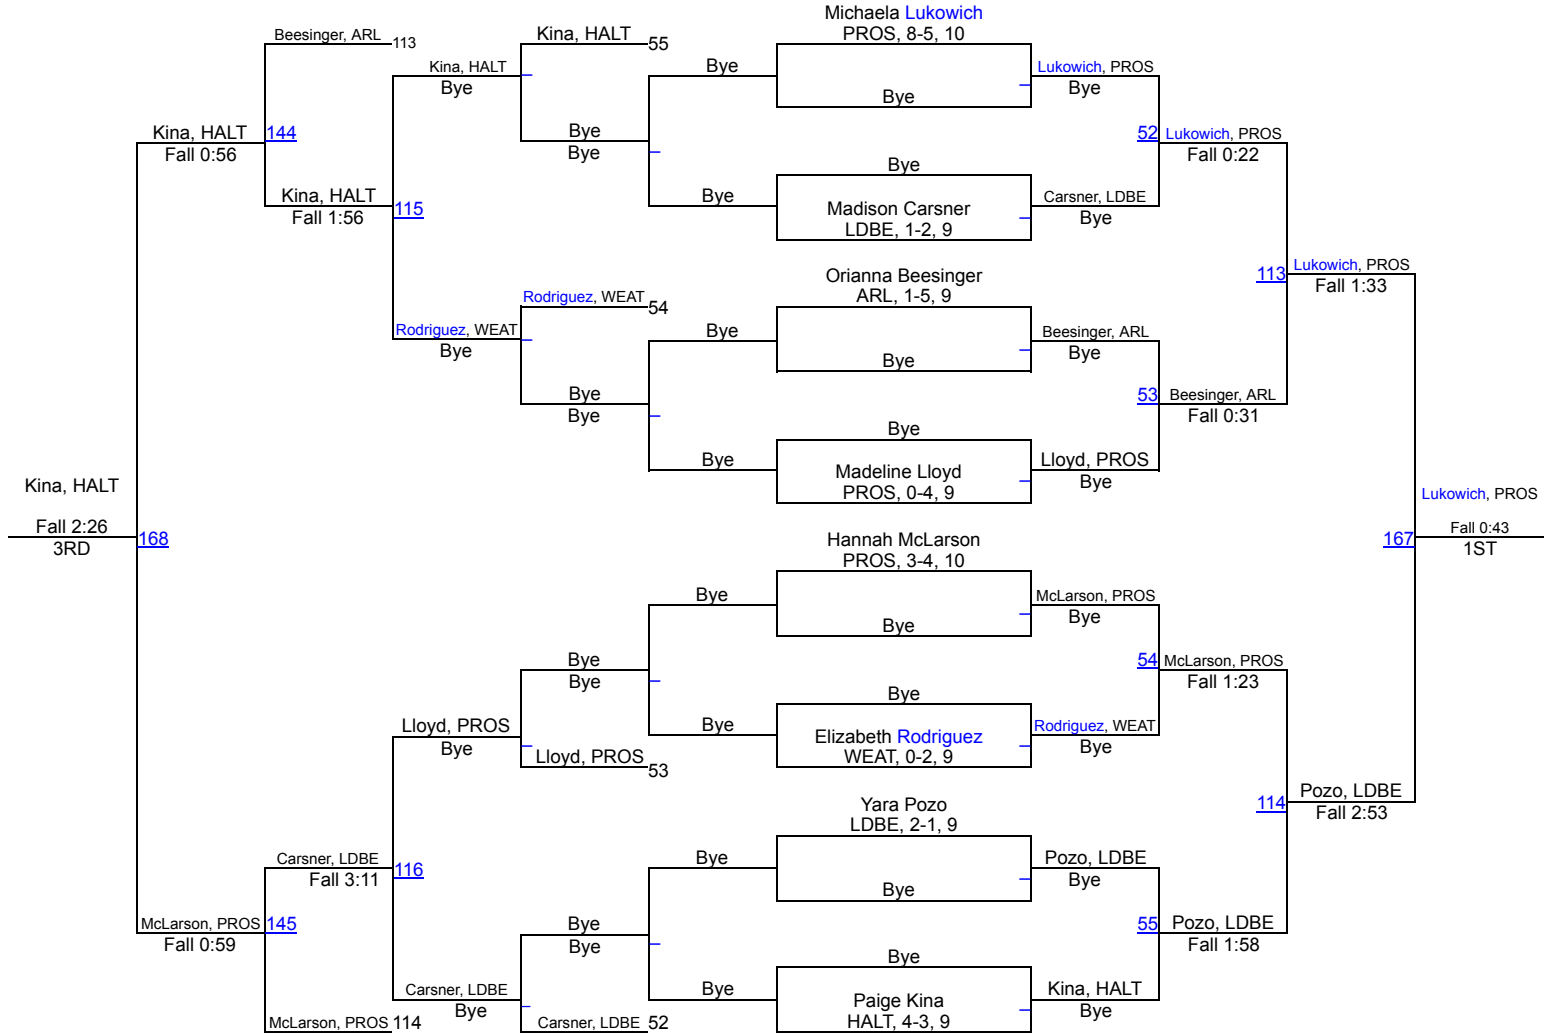 Michaela Lukowich
PROS, 8-5, 10
Beesinger, ARL 113
Kina, HALT 55
Kina, HALT
Bye
Bye
Bye
Lukowich, PROS
Bye
Kina, HALT
Fall 0:56
144
Bye
Bye
52
Lukowich, PROS
Fall 0:22
Bye
Kina, HALT
Fall 1:56
115
Bye
Madison Carsner
LDBE, 1-2, 9
Carsner, LDBE
Bye
Orianna Beesinger
ARL, 1-5, 9
113
Lukowich, PROS
Fall 1:33
Rodriguez, WEAT 54
Rodriguez, WEAT
Bye
Bye
Bye
Beesinger, ARL
Bye
Bye
Bye
53
Beesinger, ARL
Fall 0:31
Bye
Bye
Madeline Lloyd
PROS, 0-4, 9
Lloyd, PROS
Bye
Kina, HALT
Fall 2:26
3RD
168
Lukowich, PROS
167
Fall 0:43
1ST
Hannah McLarson
PROS, 3-4, 10
Bye
Bye
McLarson, PROS
Bye
Bye
Bye
54
McLarson, PROS
Fall 1:23
Bye
Lloyd, PROS
Bye
Lloyd, PROS 53
Bye
Elizabeth Rodriguez
WEAT, 0-2, 9
Rodriguez, WEAT
Bye
Yara Pozo
LDBE, 2-1, 9
114
Pozo, LDBE
Fall 2:53
Carsner, LDBE
Fall 3:11
116
Bye
Bye
Pozo, LDBE
Bye
McLarson, PROS
Fall 0:59
145
Bye
Bye
55
Pozo, LDBE
Fall 1:58
Bye
Carsner, LDBE
Bye
Bye
Paige Kina
HALT, 4-3, 9
Kina, HALT
Bye
McLarson, PROS 114
Carsner, LDBE 52